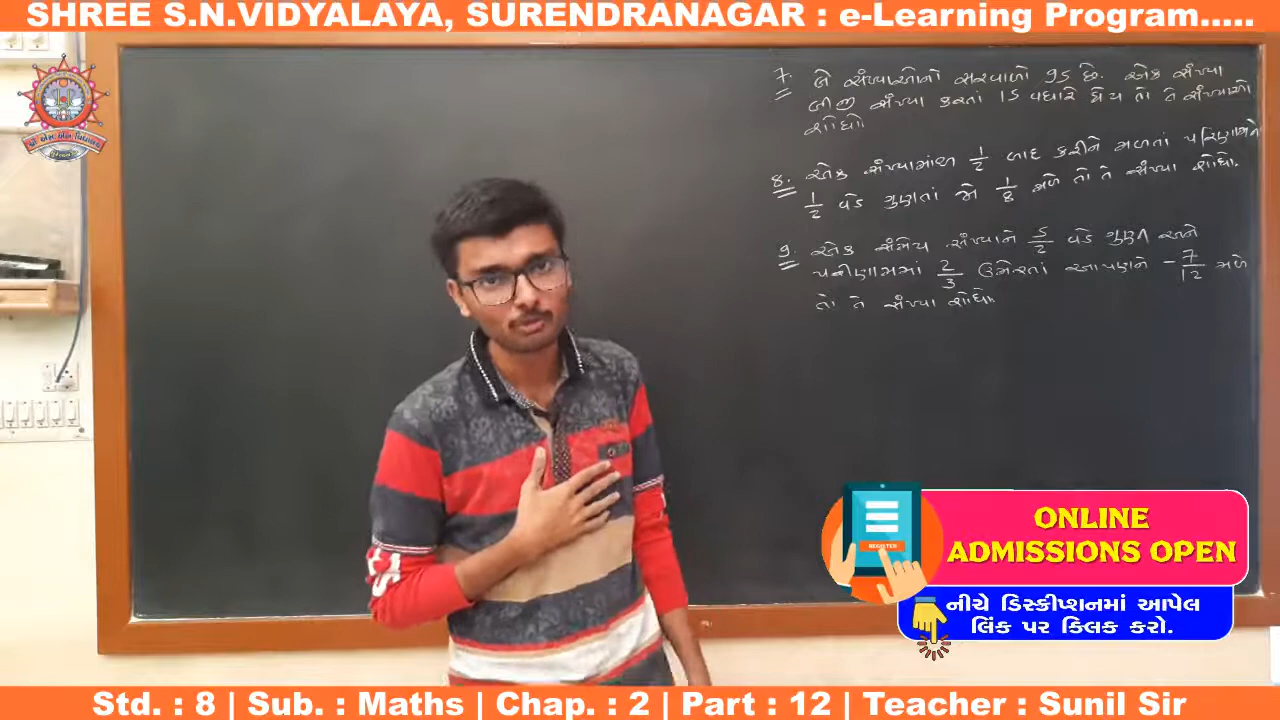 SHREE S.N.VIDYALAYA, SURENDRANAGAR : e-Learning Program.....
7. બે સંખ્યાઓનો સરવાળો 95 છે. એક સંખ્યા
બીજી સંખ્યા કરતાં 15 વધારે હોય તો તે સંખ્યાઓ
શોધો
8. એક સંખ્યામાંથી 1/2 બાદ કરીને મળતાં પરિણામને
1/2 વડે ગુણતાં જો 1/8 મળે તો તે સંખ્યા શોધો.
9. એક સંમેય સંખ્યાને 5/2 વડે ગુણી અને
પરીણામમાં 2/3 ઉમેરતાં આપણને -7/12 મળે
તો તે સંખ્યા શોધો.
REGISTER
ONLINE
ADMISSIONS OPEN
નીચે ડિસ્ક્રીપ્શનમાં આપેલ
લિંક પર ક્લિક કરો.
Std. : 8 | Sub. : Maths | Chap. : 2 | Part : 12 | Teacher : Sunil Sir